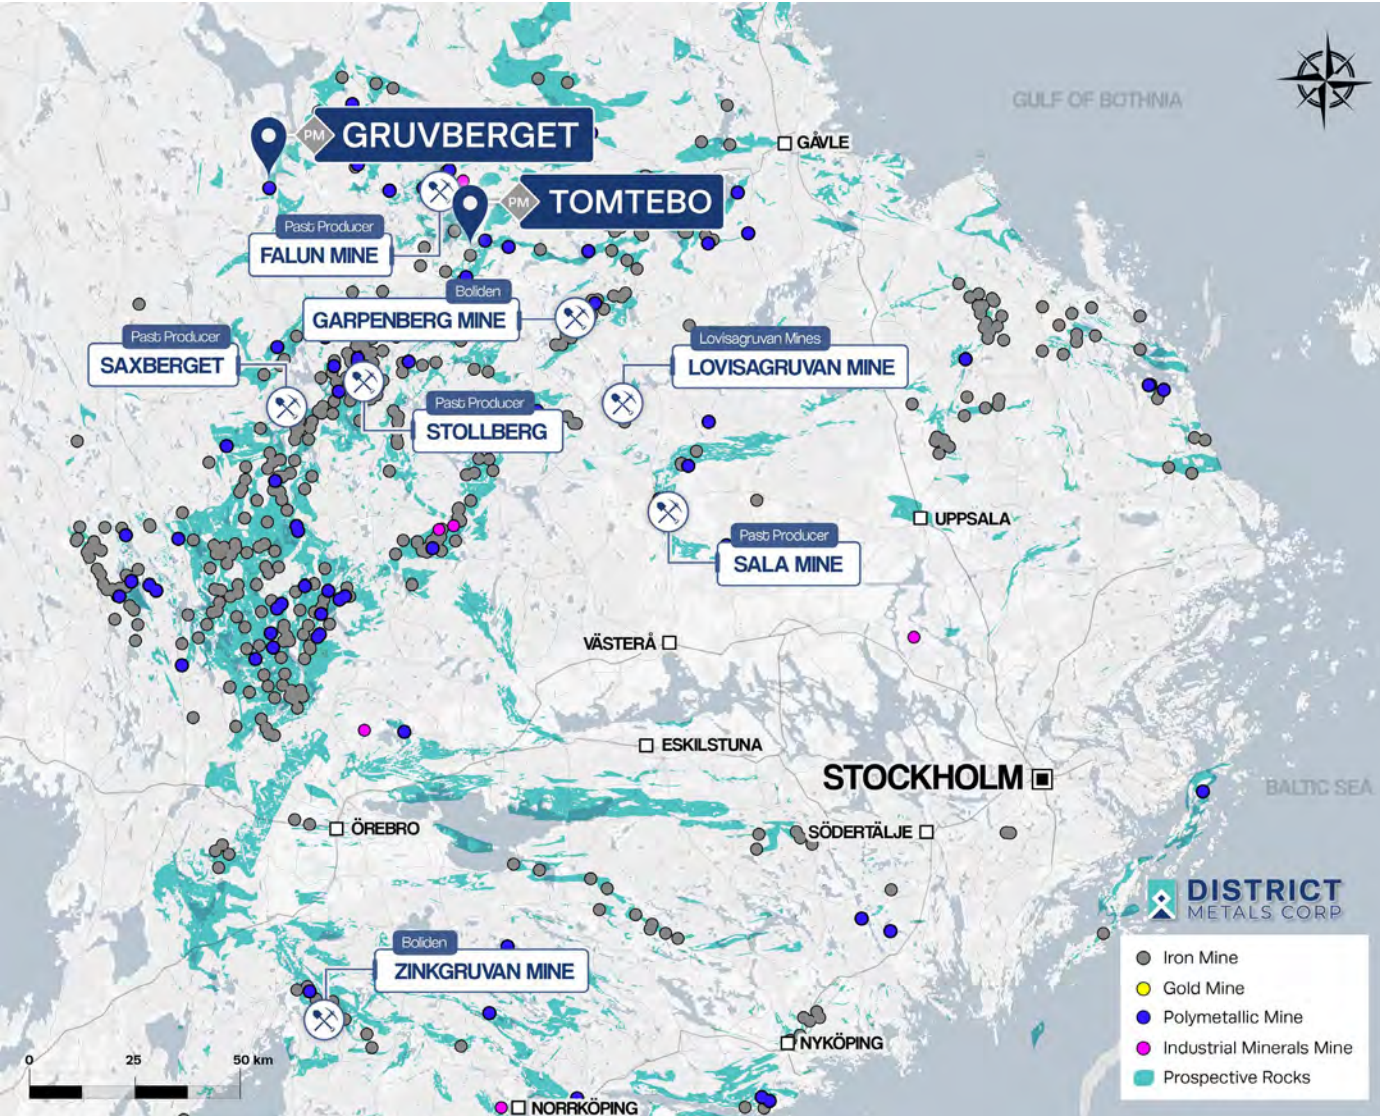 GULF OF BOTHNIA
PM
GRUVBERGET
GÅVLE
PM
TOMTEBO
Past Producer
FALUN MINE
Boliden
GARPENBERG MINE
Past Producer
SAXBERGET
Lovisagruvan Mines
LOVISAGRUVAN MINE
Past Producer
STOLLBERG
UPPSALA
Past Producer
SALA MINE
VÄSTERÅ
ESKILSTUNA
STOCKHOLM
BALTIC SEA
ÖREBRO
SÖDERTÄLJE
DISTRICT
METALS CORP
Boliden
ZINKGRUVAN MINE
Iron Mine
Gold Mine
Polymetallic Mine
Industrial Minerals Mine
Prospective Rocks
NYKÖPING
0 25 50 km
NORRKÖPING